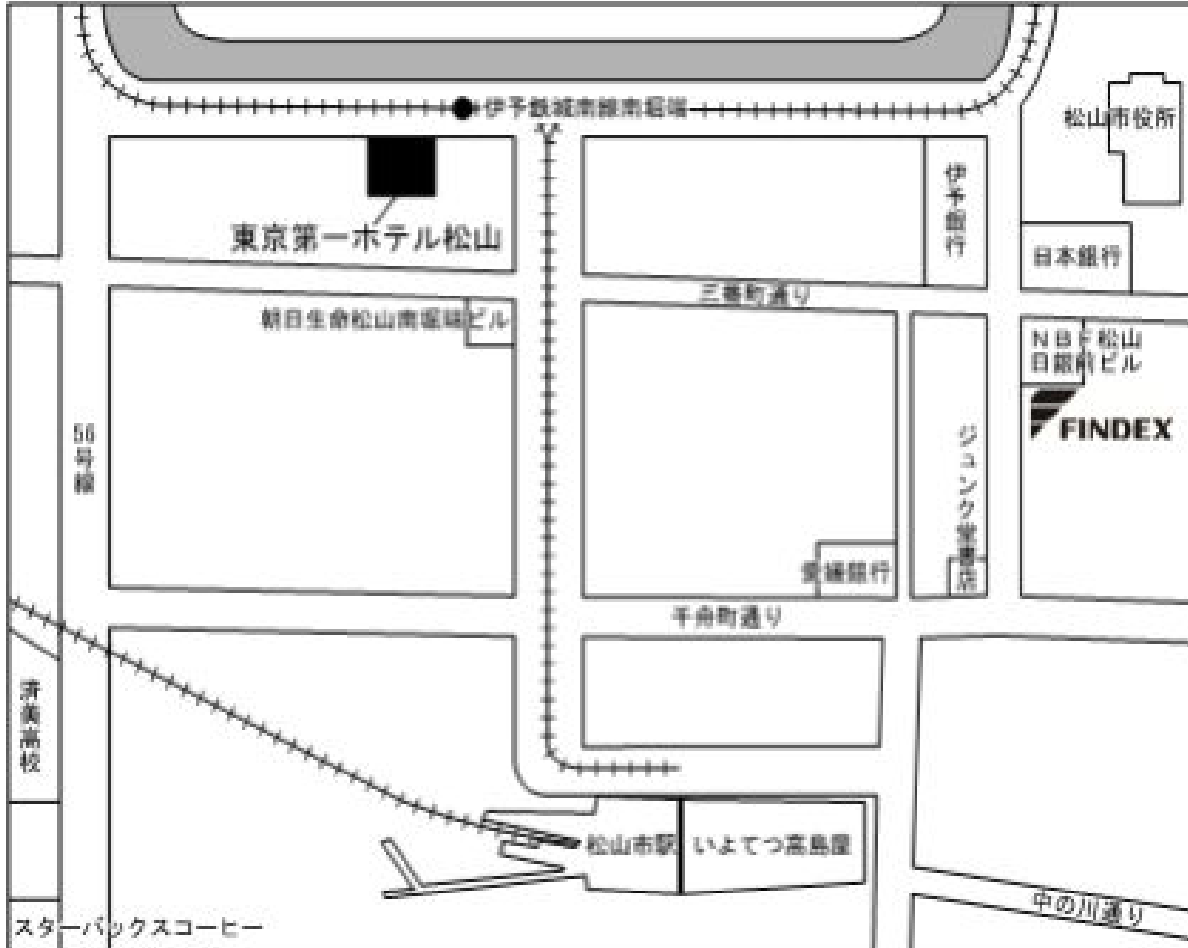 伊予鉄城南線南堀端
松山市役所
伊予銀行
東京第一ホテル松山
日本銀行
三番町通り
朝日生命松山南堀端ビル
NBF松山
日銀前ビル
FINDEX
56号線
ジュンク堂書店
愛媛銀行
千舟町通り
済美高校
松山市駅
いよてつ高島屋
中の川通り
スターバックスコーヒー